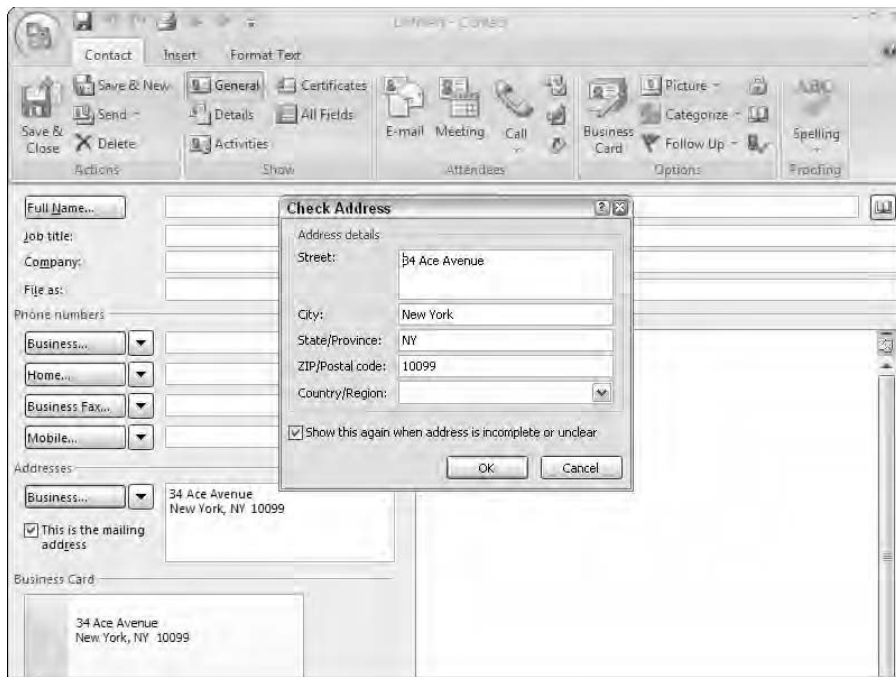 Untitled - Contact
Contact Insert Format Text
Save & Close
Save & New
Send
Delete
Actions
General
Details
Activities
Certificates
All Fields
Show
E-mail
Meeting
Call
Attendees
Business Card
Picture
Categorize
Follow Up
Options
ABC
Spelling
Proofing
Full Name...
Job title:
Company:
File as:
Phone numbers
Business...
Home...
Business Fax...
Mobile...
Addresses
Business...
34 Ace Avenue
New York, NY 10099
This is the mailing
address
Business Card
34 Ace Avenue
New York, NY 10099
Check Address
Address details
Street: 34 Ace Avenue
City: New York
State/Province: NY
ZIP/Postal code: 10099
Country/Region:
Show this again when address is incomplete or unclear
OK Cancel